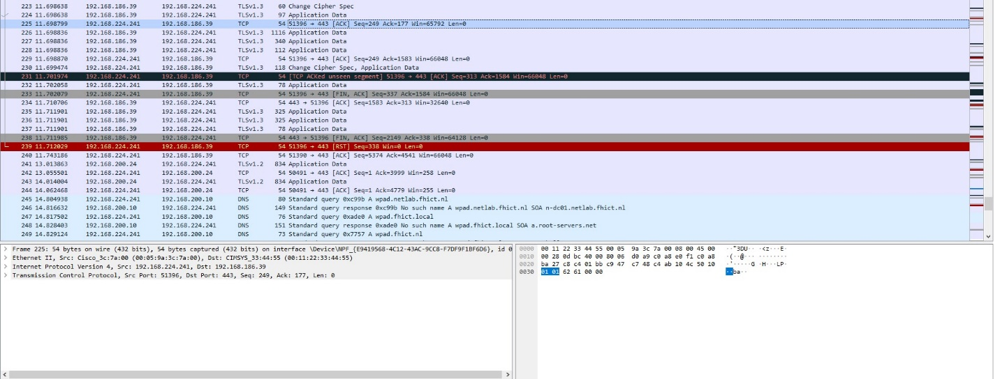 223 11.698638 192.168.186.39 192.168.224.241 TLSv1.3 60 Change Cipher Spec
224 11.698638 192.168.186.39 192.168.224.241 TLSv1.3 97 Application Data
225 11.698799 192.168.224.241 192.168.186.39 TCP 54 51396 → 443 [ACK] Seq=249 Ack=177 Win=65792 Len=0
226 11.698836 192.168.186.39 192.168.224.241 TLSv1.3 1116 Application Data
227 11.698836 192.168.186.39 192.168.224.241 TLSv1.3 340 Application Data
228 11.698836 192.168.186.39 192.168.224.241 TLSv1.3 112 Application Data
229 11.698870 192.168.224.241 192.168.186.39 TCP 54 51396 → 443 [ACK] Seq=249 Ack=1583 Win=66048 Len=0
230 11.699474 192.168.224.241 192.168.186.39 TLSv1.3 118 Change Cipher Spec, Application Data
231 11.701974 192.168.224.241 192.168.186.39 TCP 54 [TCP ACKed unseen segment] 51396 → 443 [ACK] Seq=313 Ack=1584 Win=66048 Len=0
232 11.702058 192.168.224.241 192.168.186.39 TLSv1.3 78 Application Data
233 11.702079 192.168.224.241 192.168.186.39 TCP 54 51396 → 443 [FIN, ACK] Seq=337 Ack=1584 Win=66048 Len=0
234 11.710706 192.168.186.39 192.168.224.241 TCP 54 443 → 51396 [ACK] Seq=1583 Ack=313 Win=32640 Len=0
235 11.711901 192.168.186.39 192.168.224.241 TLSv1.3 325 Application Data
236 11.711901 192.168.186.39 192.168.224.241 TLSv1.3 325 Application Data
237 11.711901 192.168.186.39 192.168.224.241 TLSv1.3 78 Application Data
238 11.711985 192.168.186.39 192.168.224.241 TCP 54 443 → 51396 [FIN, ACK] Seq=2149 Ack=338 Win=64128 Len=0
239 11.712029 192.168.224.241 192.168.186.39 TCP 54 51396 → 443 [RST] Seq=338 Win=0 Len=0
240 11.743186 192.168.224.241 192.168.186.39 TCP 54 51390 → 443 [ACK] Seq=5374 Ack=4541 Win=66048 Len=0
241 13.013863 192.168.200.24 192.168.224.241 TLSv1.2 834 Application Data
242 13.055501 192.168.224.241 192.168.200.24 TCP 54 50491 → 443 [ACK] Seq=1 Ack=3999 Win=258 Len=0
243 14.014004 192.168.200.24 192.168.224.241 TLSv1.2 834 Application Data
244 14.062468 192.168.224.241 192.168.200.24 TCP 54 50491 → 443 [ACK] Seq=1 Ack=4779 Win=255 Len=0
245 14.804938 192.168.224.241 192.168.200.10 DNS 80 Standard query 0xc99b A wpad.netlab.fhict.nl
246 14.816632 192.168.200.10 192.168.224.241 DNS 149 Standard query response 0xc99b No such name A wpad.netlab.fhict.nl SOA n-dc01.netlab.fhict.nl
247 14.817502 192.168.224.241 192.168.200.10 DNS 76 Standard query 0xade0 A wpad.fhict.local
248 14.828403 192.168.200.10 192.168.224.241 DNS 151 Standard query response 0xade0 No such name A wpad.fhict.local SOA a.root-servers.net
249 14.829124 192.168.224.241 192.168.200.10 DNS 73 Standard query 0x7757 A wpad.fhict.nl
Frame 225: 54 bytes on wire (432 bits), 54 bytes captured (432 bits) on interface \Device\NPF_{E9419568-4C12-43AC-9CC8-F7DF9F1BF6D6}, id 0
Ethernet II, Src: Cisco_3c:7a:00 (00:05:9a:3c:7a:00), Dst: CIMSYS_33:44:55 (00:11:22:33:44:55)
Internet Protocol Version 4, Src: 192.168.224.241, Dst: 192.168.186.39
Transmission Control Protocol, Src Port: 51396, Dst Port: 443, Seq: 249, Ack: 177, Len: 0
0000 00 11 22 33 44 55 00 05 9a 3c 7a 00 08 00 45 00 ··"3DU·· ·<z···E·
0010 00 28 0d bc 40 00 80 06 d0 a9 c0 a8 e0 f1 c0 a8 ·(··@··· ········
0020 ba 27 c8 c4 01 bb c9 47 c7 48 c4 ab 10 4c 50 10 ·'·····G ·H···LP·
0030 01 01 62 61 00 00 ··ba··